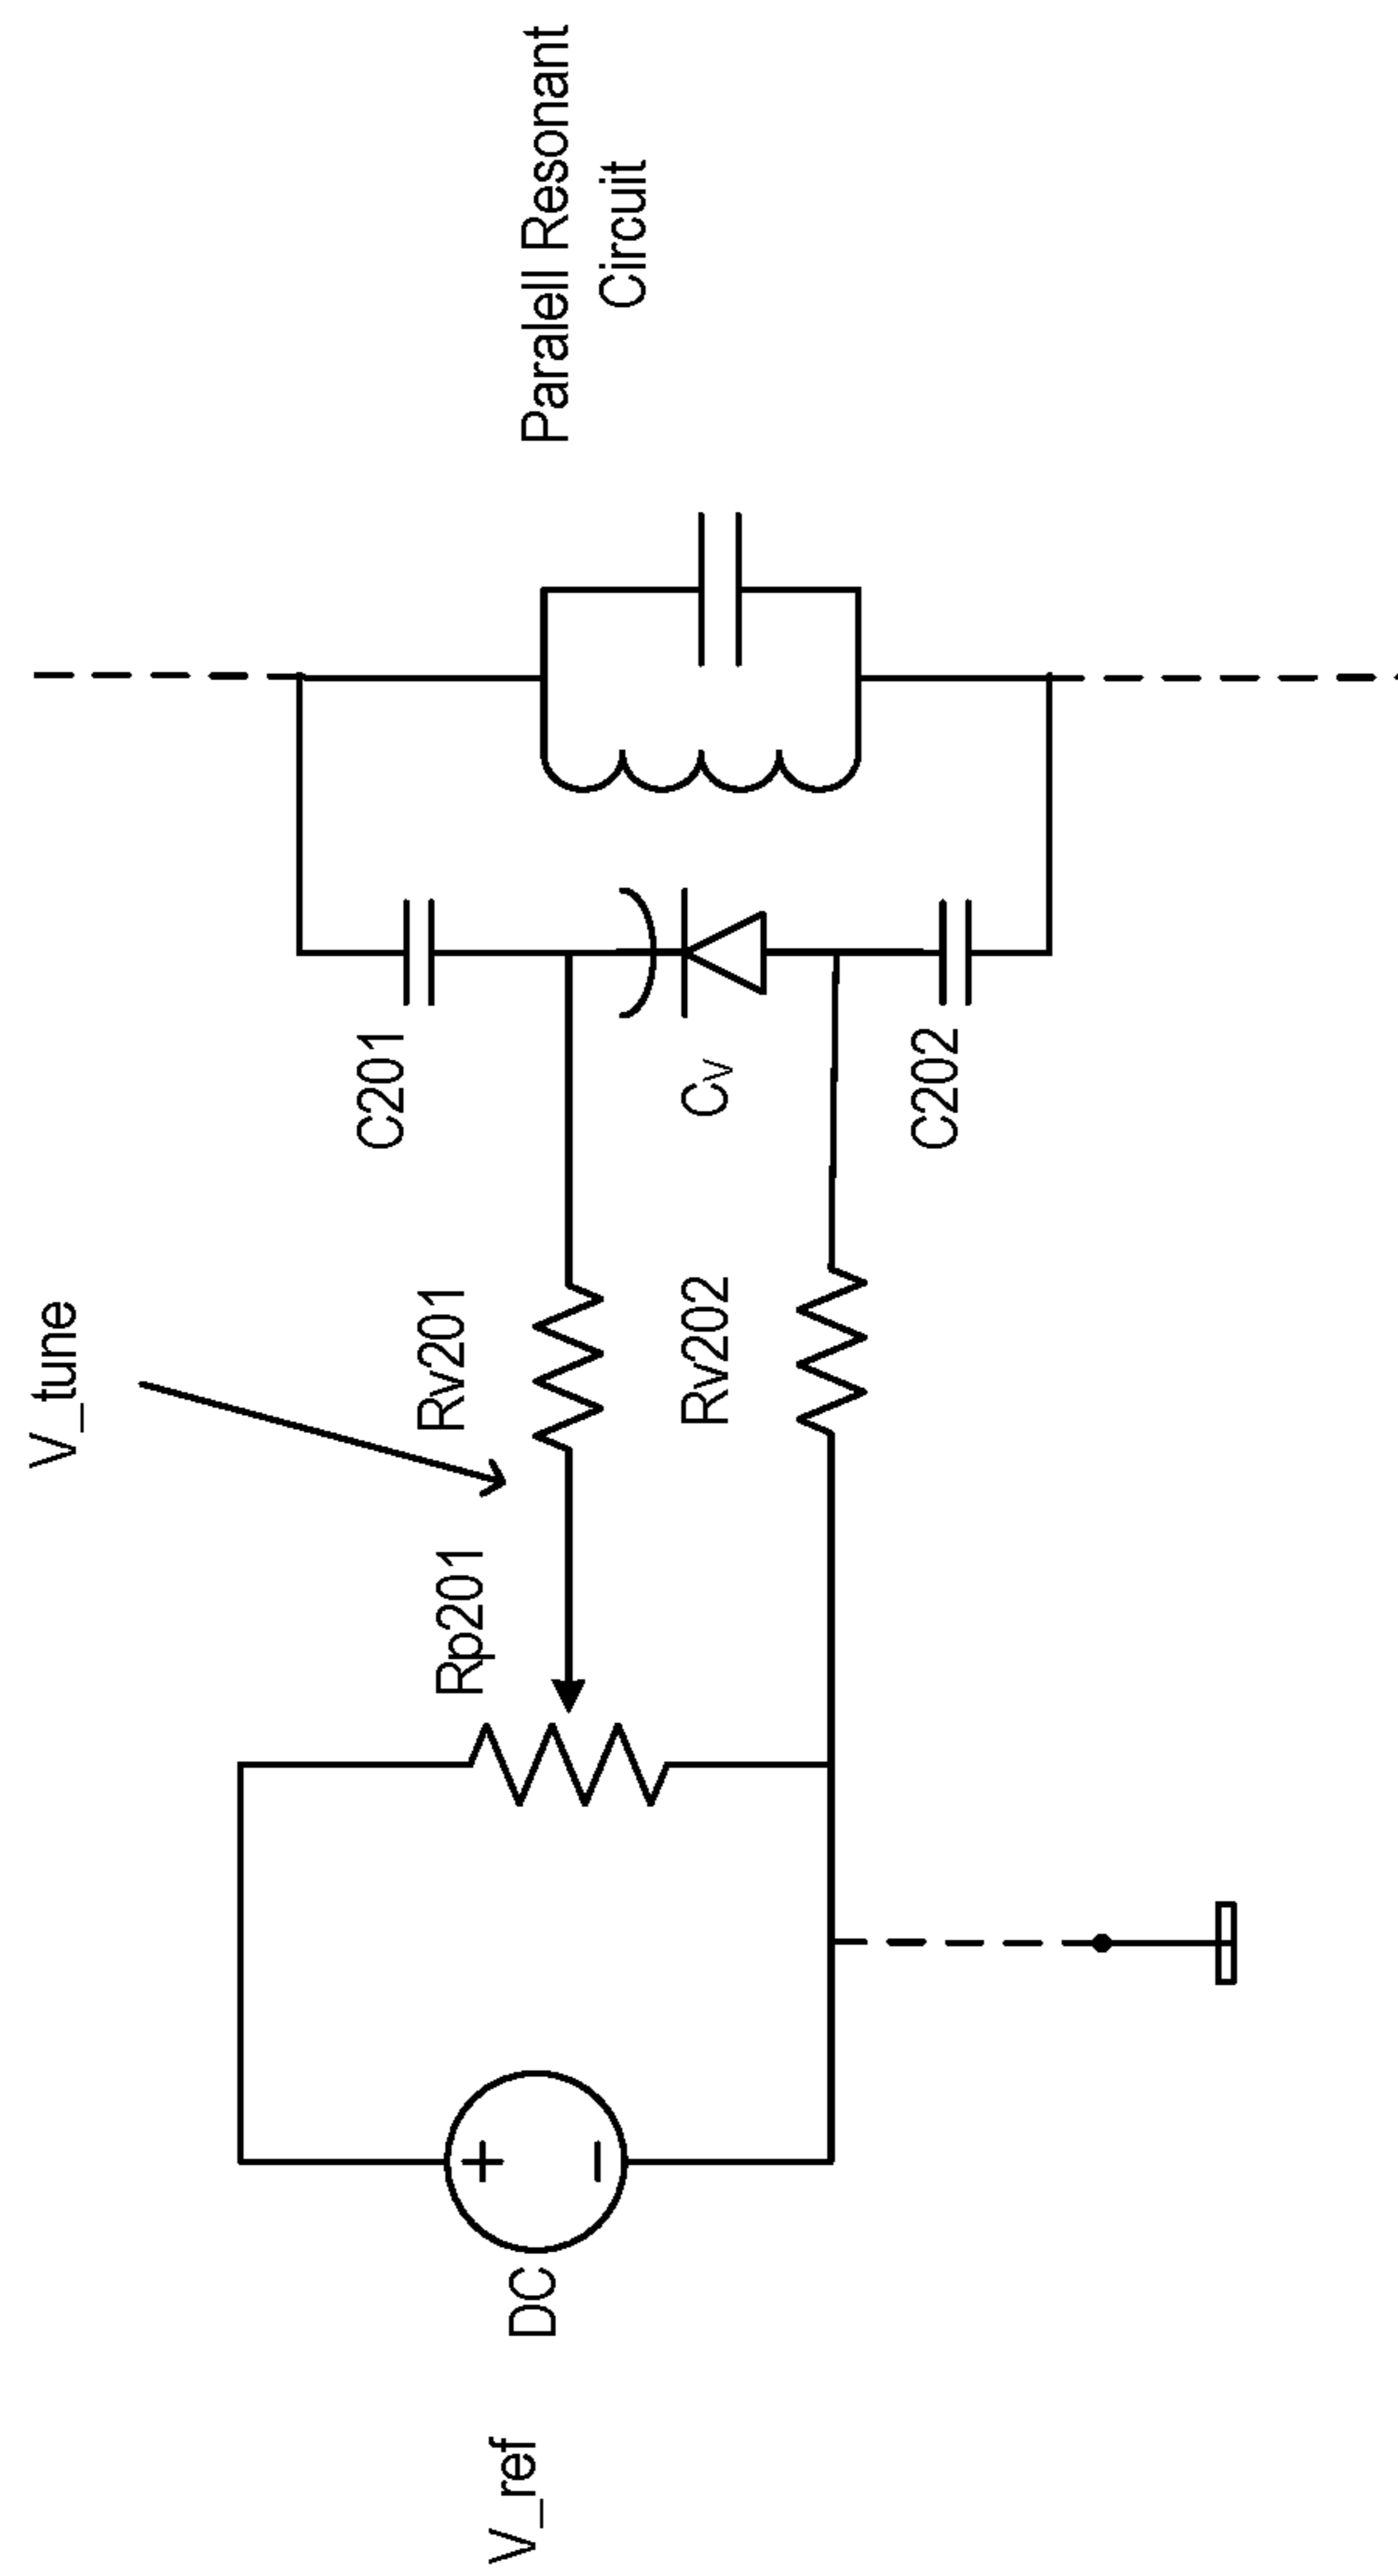 V_tune
Paralell Resonant
Circuit
C201
Rv201
Rp201
CV
Rv202
C202
+
−
DC
V_ref